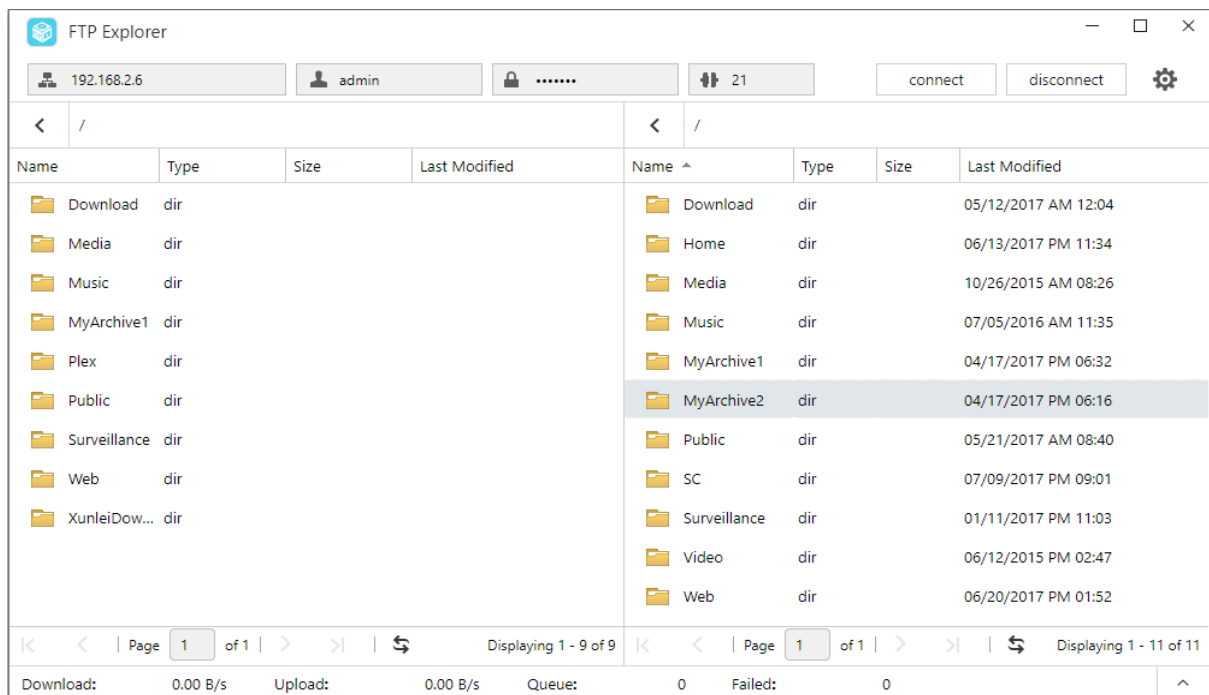 FTP Explorer
192.168.2.6 admin ••••••• 21 connect disconnect
/ /
Name Type Size Last Modified Name Type Size Last Modified
Download dir Download dir 05/12/2017 AM 12:04
Media dir Home dir 06/13/2017 PM 11:34
Music dir Media dir 10/26/2015 AM 08:26
MyArchive1 dir Music dir 07/05/2016 AM 11:35
Plex dir MyArchive1 dir 04/17/2017 PM 06:32
Public dir MyArchive2 dir 04/17/2017 PM 06:16
Surveillance dir Public dir 05/21/2017 AM 08:40
Web dir SC dir 07/09/2017 PM 09:01
XunleiDow... dir Surveillance dir 01/11/2017 PM 11:03
Video dir 06/12/2015 PM 02:47
Web dir 06/20/2017 PM 01:52
Page 1 of 1 Displaying 1 - 9 of 9 Page 1 of 1 Displaying 1 - 11 of 11
Download: 0.00 B/s Upload: 0.00 B/s Queue: 0 Failed: 0